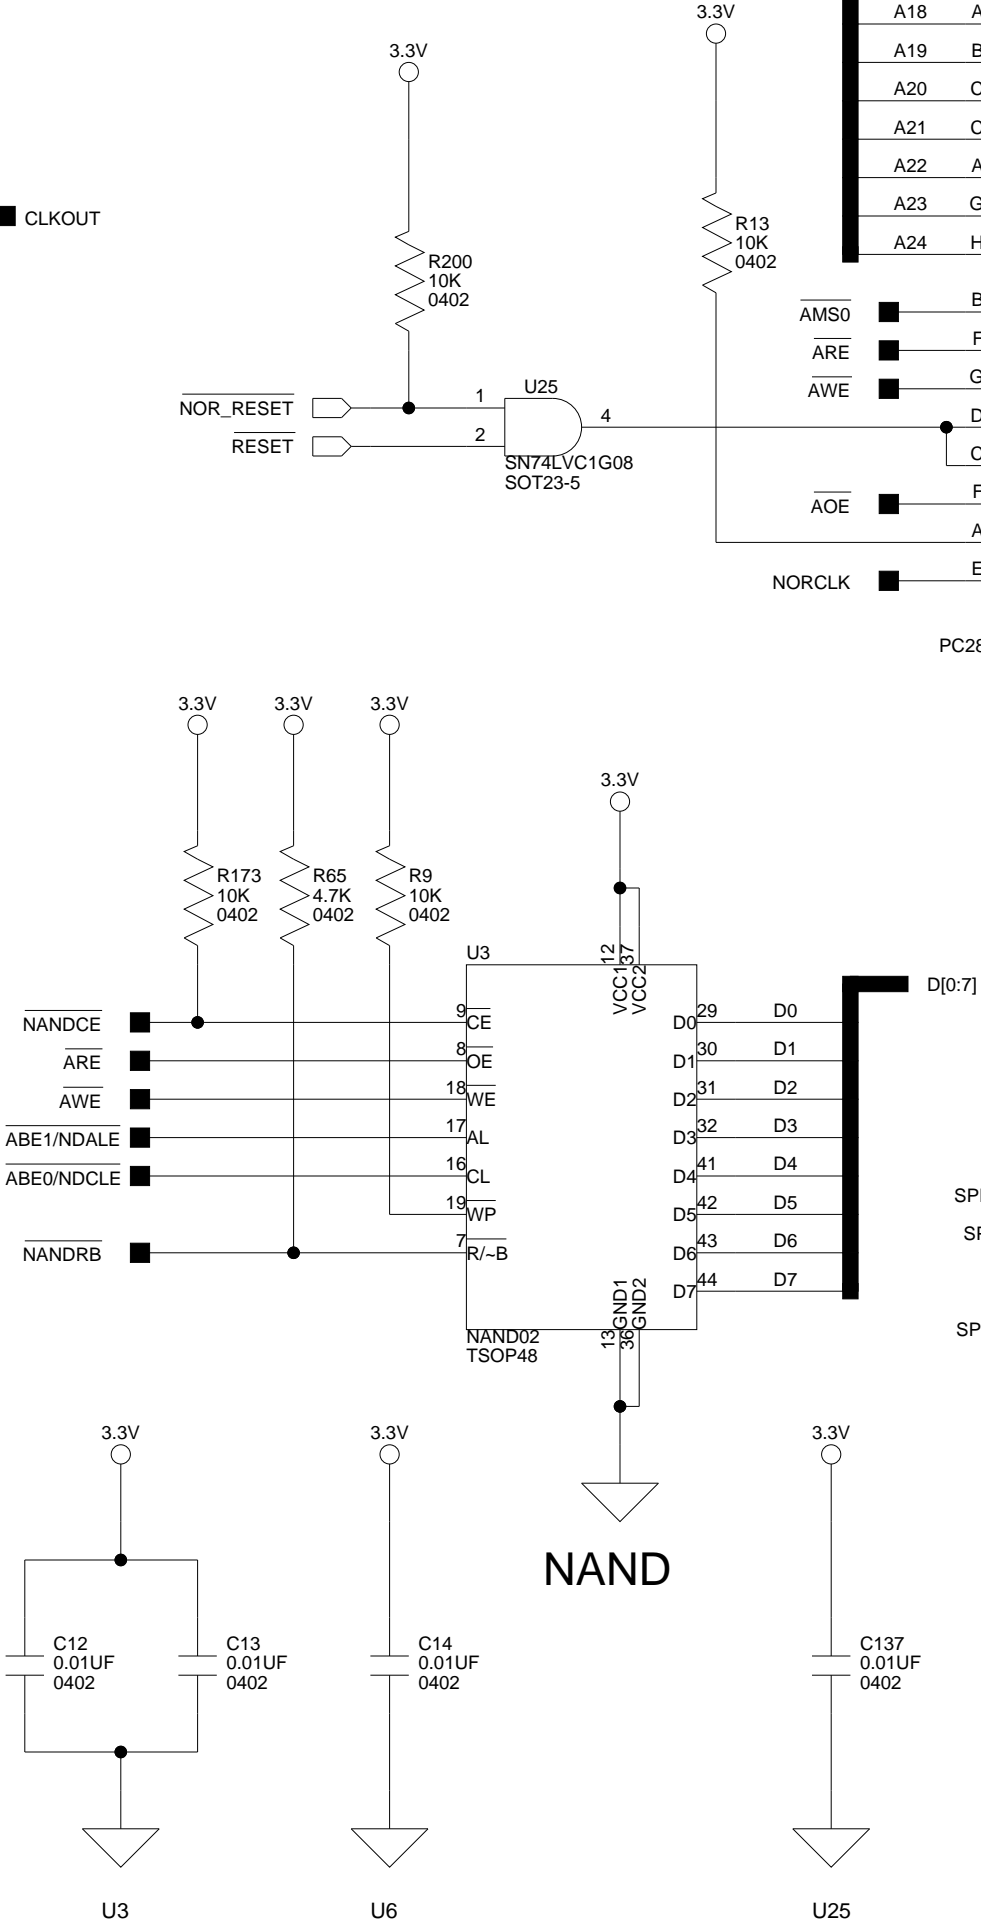 3.3V
3.3V
A18 A
A19 B
A20
A21
A22 A
A23 G
A24 H
CLKOUT
R200
10K
0402
R13
10K
0402
AMS0 B
ARE F
AWE G
NOR_RESET
RESET
1
2
U25
4
SN74LVC1G08
SOT23-5
D
C
AOE F
A
NORCLK E
PC28
3.3V
3.3V
3.3V
3.3V
R173
10K
0402
R65
4.7K
0402
R9
10K
0402
U3
12
37
VCC1
VCC2
D[0:7]
NANDCE 9 CE D0 29 D0
ARE 8 OE D1 30 D1
AWE 18 WE D2 31 D2
ABE1/NDALE 17 AL D3 32 D3
ABE0/NDCLE 16 CL D4 41 D4
19 WP D5 42 D5
NANDRB 7 R/~B D6 43 D6
D7 44 D7
GND1
GND2
13
36
NAND02
TSOP48
SP
3.3V
3.3V
3.3V
NAND
C12
0.01UF
0402
C13
0.01UF
0402
C14
0.01UF
0402
C137
0.01UF
0402
U3
U6
U25